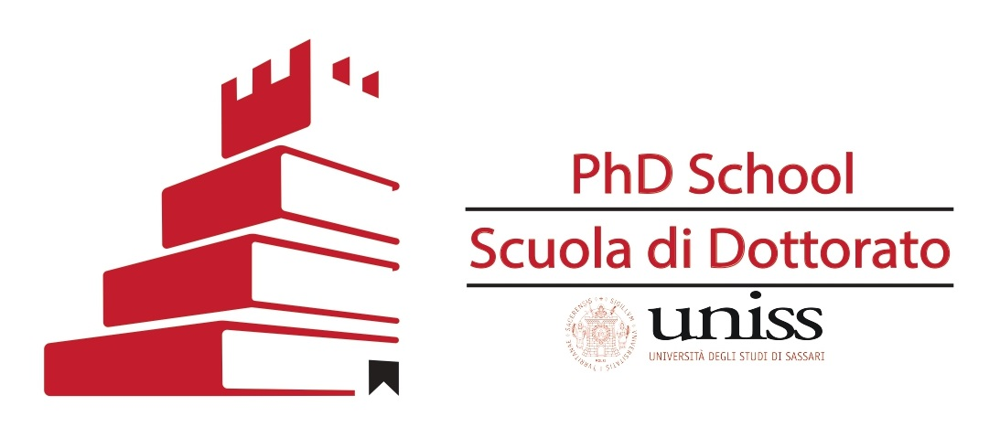 PhD School
Scuola di Dottorato
uniss
UNIVERSITÀ DEGLI STUDI DI SASSARI